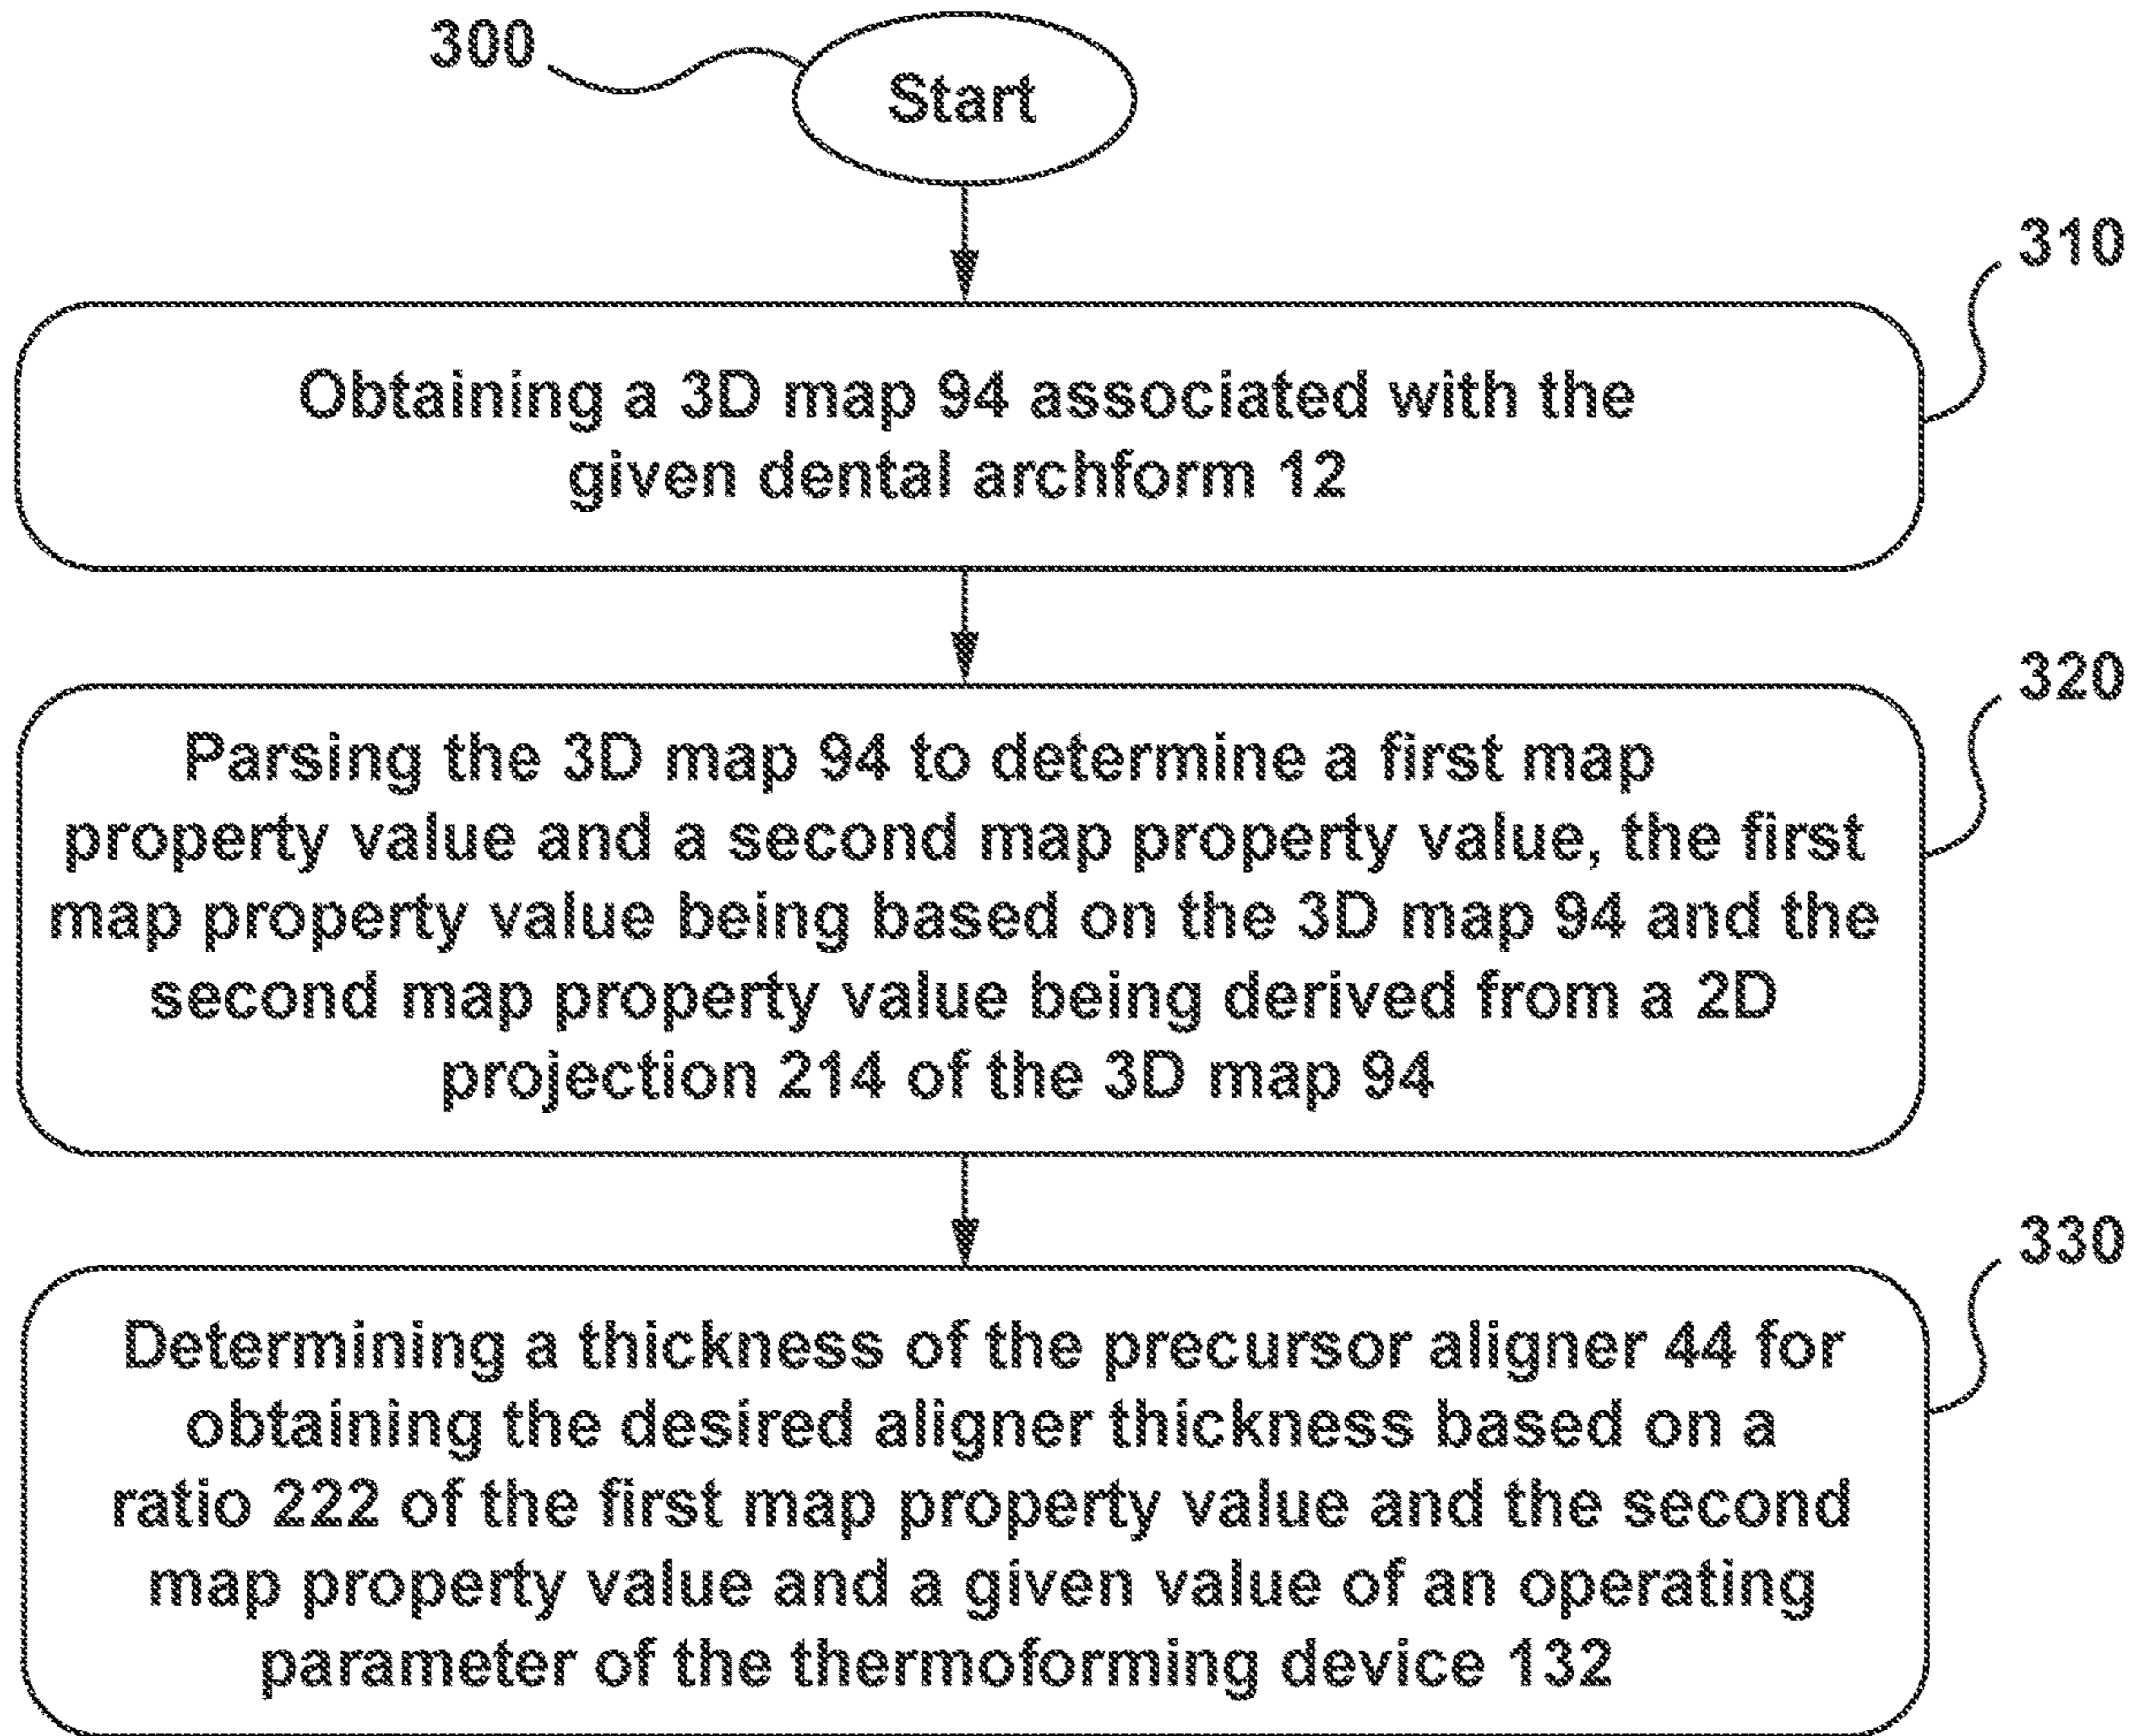 300
Start
310
Obtaining a 3D map 94 associated with the
given dental archform 12
320
Parsing the 3D map 94 to determine a first map
property value and a second map property value, the first
map property value being based on the 3D map 94 and the
second map property value being derived from a 2D
projection 214 of the 3D map 94
330
Determining a thickness of the precursor aligner 44 for
obtaining the desired aligner thickness based on a
ratio 222 of the first map property value and the second
map property value and a given value of an operating
parameter of the thermoforming device 132